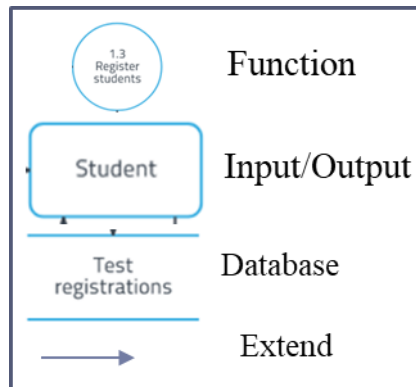 1.3
Register
students
Function
Student
Input/Output
Test
registrations
Database
Extend